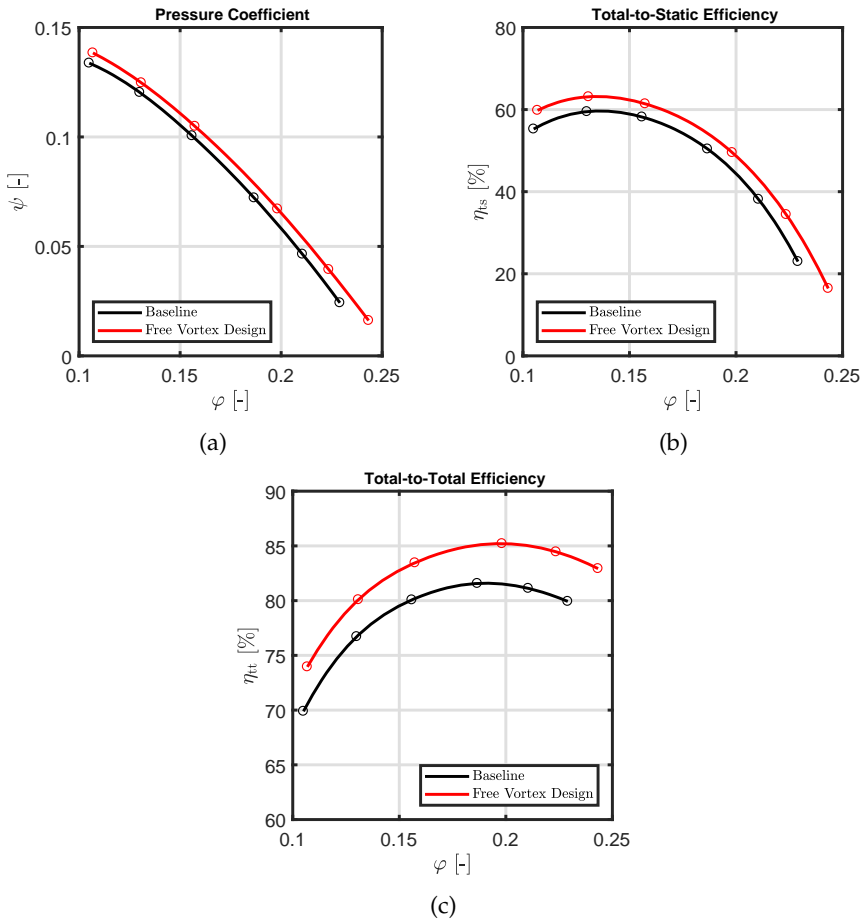 Pressure Coefficient
0.15
0.1
0.05
0
ψ [-]
Baseline
Free Vortex Design
0.1 0.15 0.2 0.25
φ [-]
(a)
Total-to-Static Efficiency
80
60
40
20
0
η_ts [%]
Baseline
Free Vortex Design
0.1 0.15 0.2 0.25
φ [-]
(b)
Total-to-Total Efficiency
90
85
80
75
70
65
60
η_tt [%]
Baseline
Free Vortex Design
0.1 0.15 0.2 0.25
φ [-]
(c)